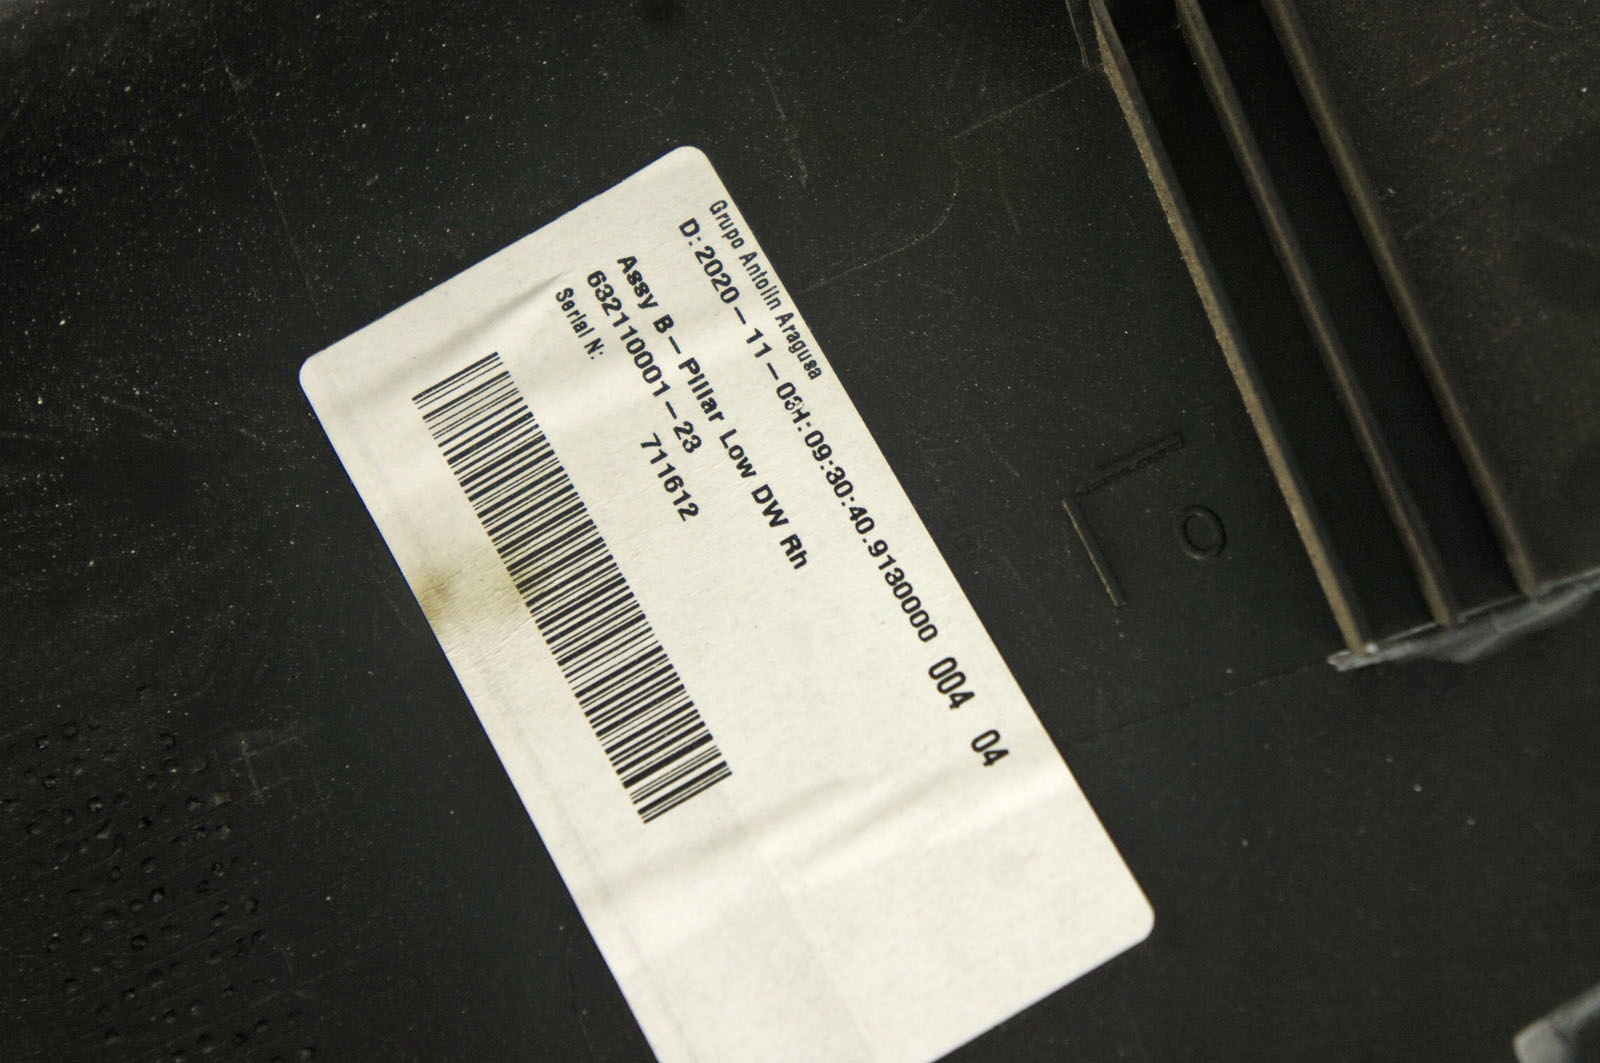 Grupo Antolin Aragusa
D:2020-11-03H:09:30:40.9130000 004 04
Assy B-Pillar Low DW Rh
632110001-23
Serial N: 711612